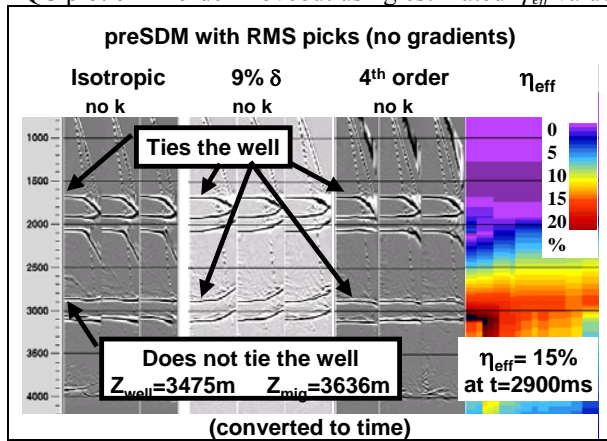 preSDM with RMS picks (no gradients)
Isotropic 9% δ 4th order ηeff
no k no k no k
Ties the well
1000
1500
2000
2500
3000
3500
4000
0
5
10
15
20
%
Does not tie the well
Zwell=3475m Zmig=3636m
ηeff= 15%
at t=2900ms
(converted to time)